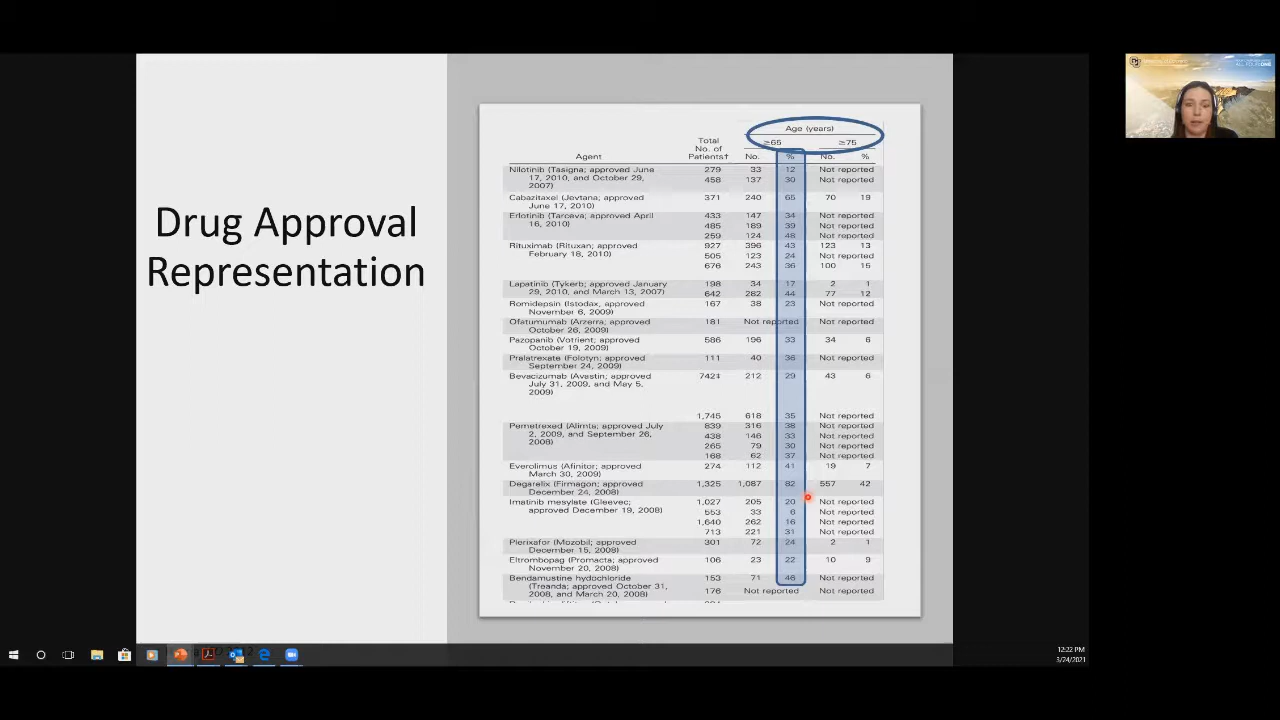 Drug Approval
Representation
Age (years)
Total
No. of
Patients†
≥65
≥75
Agent
No.
%
No.
%
Nilotinib (Tasigna; approved June 279 33 12 Not reported
17, 2010, and October 29, 458 137 30 Not reported
2007)
Cabazitaxel (Jevtana; approved 371 240 65 70 19
June 17, 2010)
Erlotinib (Tarceva; approved April 433 147 34 Not reported
16, 2010) 485 189 39 Not reported
259 124 48 Not reported
Rituximab (Rituxan; approved 927 396 43 123 13
February 18, 2010) 505 123 24 Not reported
676 243 36 100 15
Lapatinib (Tykerb; approved January 198 34 17 2 1
29, 2010, and March 13, 2007) 642 282 44 77 12
Romidepsin (Istodax, approved 167 38 23 Not reported
November 6, 2009)
Ofatumumab (Arzerra; approved 181 Not reported Not reported
October 26, 2009)
Pazopanib (Votrient; approved 586 196 33 34 6
October 19, 2009)
Pralatrexate (Folotyn; approved 111 40 36 Not reported
September 24, 2009)
Bevacizumab (Avastin; approved 742‡ 212 29 43 6
July 31, 2009, and May 5,
2009)
1,745 618 35 Not reported
Pemetrexed (Alimta; approved July 839 316 38 Not reported
2, 2009, and September 26, 438 146 33 Not reported
2008) 265 79 30 Not reported
168 62 37 Not reported
Everolimus (Afinitor; approved 274 112 41 19 7
March 30, 2009)
Degarelix (Firmagon; approved 1,325 1,087 82 557 42
December 24, 2008)
Imatinib mesylate (Gleevec; 1,027 205 20 Not reported
approved December 19, 2008) 553 33 6 Not reported
1,640 262 16 Not reported
713 221 31 Not reported
Plerixafor (Mozobil; approved 301 72 24 2 1
December 15, 2008)
Eltrombopag (Promacta; approved 106 23 22 10 9
November 20, 2008)
Bendamustine hydrochloride 153 71 46 Not reported
(Treanda; approved October 31, 176 Not reported Not reported
2008, and March 20, 2008)
12:22 PM
3/24/2021